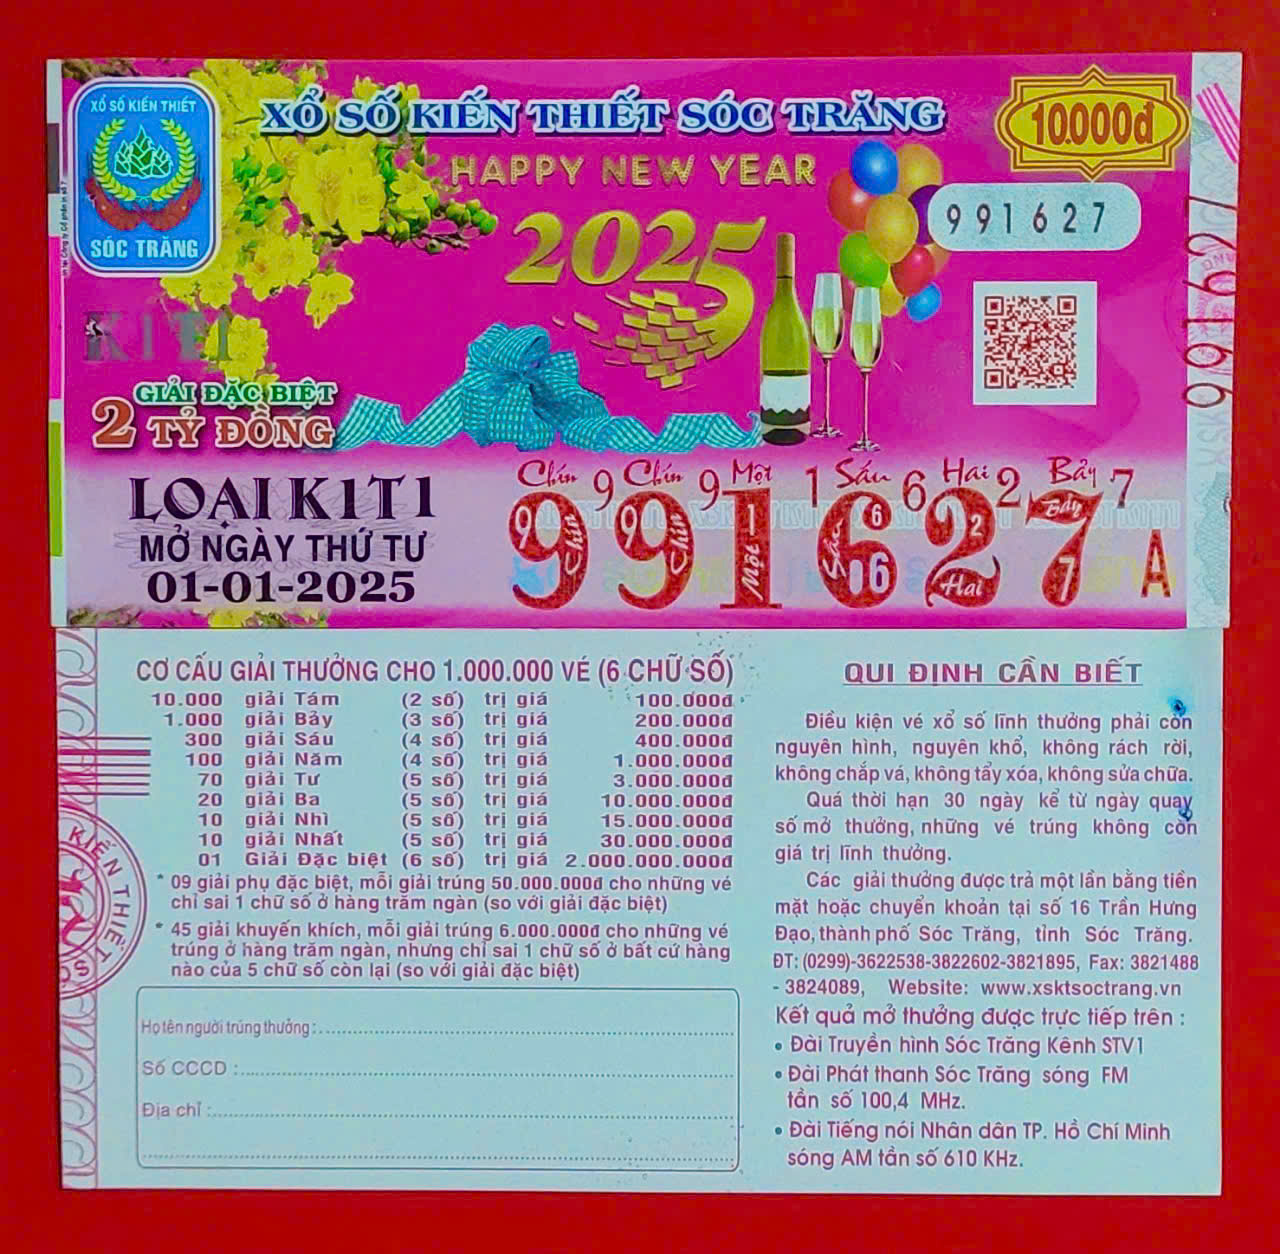 XỔ SỐ KIẾN THIẾT
SÓC TRĂNG
XỔ SỐ KIẾN THIẾT SÓC TRĂNG
10.000đ
HAPPY NEW YEAR
2025
991627
991627
K1T1
GIẢI ĐẶC BIỆT
2 TỶ ĐỒNG
LOẠI K1T1
MỞ NGÀY THỨ TƯ
01-01-2025
Chín 9 Chín 9 Một 1 Sáu 6 Hai 2 Bảy 7
991627 A
CƠ CẤU GIẢI THƯỞNG CHO 1.000.000 VÉ (6 CHỮ SỐ)
10.000 giải Tám (2 số) trị giá 100.000đ
1.000 giải Bảy (3 số) trị giá 200.000đ
300 giải Sáu (4 số) trị giá 400.000đ
100 giải Năm (4 số) trị giá 1.000.000đ
70 giải Tư (5 số) trị giá 3.000.000đ
20 giải Ba (5 số) trị giá 10.000.000đ
10 giải Nhì (5 số) trị giá 15.000.000đ
10 giải Nhất (5 số) trị giá 30.000.000đ
01 Giải Đặc biệt (6 số) trị giá 2.000.000.000đ
* 09 giải phụ đặc biệt, mỗi giải trúng 50.000.000đ cho những vé
chỉ sai 1 chữ số ở hàng trăm ngàn (so với giải đặc biệt)
* 45 giải khuyến khích, mỗi giải trúng 6.000.000đ cho những vé
trúng ở hàng trăm ngàn, nhưng chỉ sai 1 chữ số ở bất cứ hàng
nào của 5 chữ số còn lại (so với giải đặc biệt)
Họ tên người trúng thưởng :
Số CCCD :
Địa chỉ :
KIẾN THIẾT
QUI ĐỊNH CẦN BIẾT
Điều kiện vé xổ số lĩnh thưởng phải còn
nguyên hình, nguyên khổ, không rách rời,
không chắp vá, không tẩy xóa, không sửa chữa.
Quá thời hạn 30 ngày kể từ ngày quay
số mở thưởng, những vé trúng không còn
giá trị lĩnh thưởng.
Các giải thưởng được trả một lần bằng tiền
mặt hoặc chuyển khoản tại số 16 Trần Hưng
Đạo, thành phố Sóc Trăng, tỉnh Sóc Trăng.
ĐT: (0299)-3622538-3822602-3821895, Fax: 3821488
- 3824089, Website: www.xsktsoctrang.vn
Kết quả mở thưởng được trực tiếp trên :
• Đài Truyền hình Sóc Trăng Kênh STV1
• Đài Phát thanh Sóc Trăng sóng FM
tần số 100,4 MHz.
• Đài Tiếng nói Nhân dân TP. Hồ Chí Minh
sóng AM tần số 610 KHz.